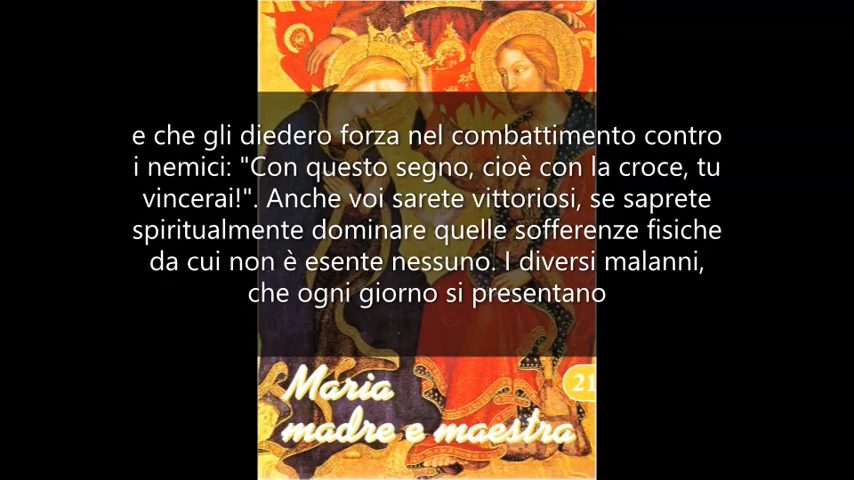 e che gli diedero forza nel combattimento contro
i nemici: "Con questo segno, cioè con la croce, tu
vincerai!". Anche voi sarete vittoriosi, se saprete
spiritualmente dominare quelle sofferenze fisiche
da cui non è esente nessuno. I diversi malanni,
che ogni giorno si presentano
21
Maria
madre e maestra